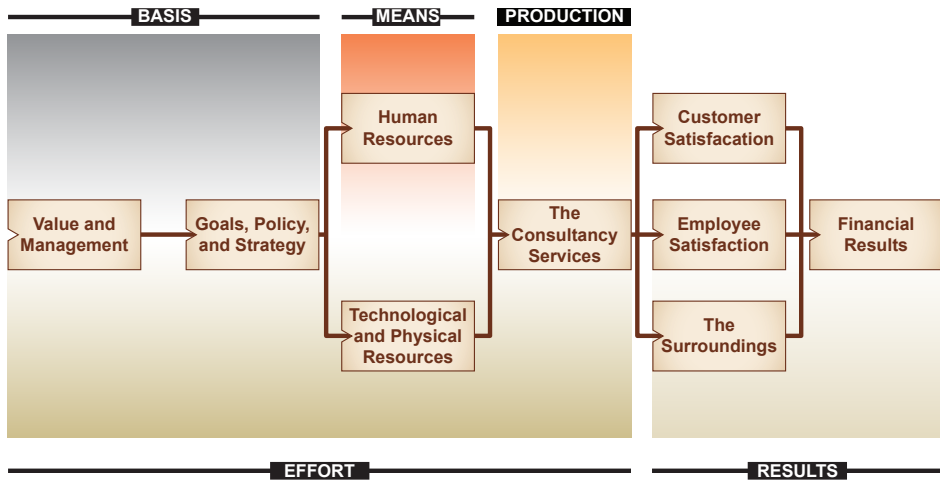 BASIS
MEANS
PRODUCTION
Human
Resources
Customer
Satisfacation
Value and
Management
Goals, Policy,
and Strategy
The
Consultancy
Services
Employee
Satisfaction
Financial
Results
Technological
and Physical
Resources
The
Surroundings
EFFORT
RESULTS